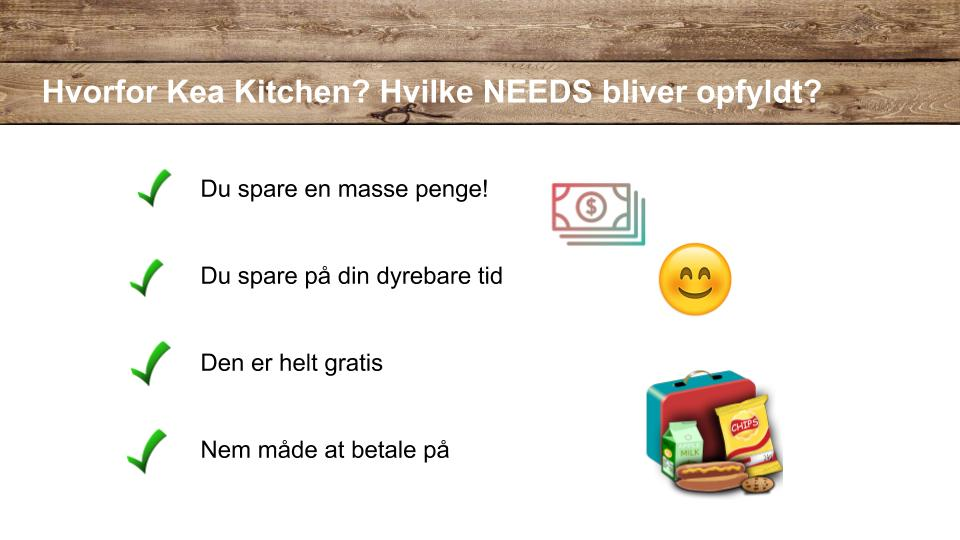 Hvorfor Kea Kitchen? Hvilke NEEDS bliver opfyldt?
Du spare en masse penge!
$
Du spare på din dyrebare tid
Den er helt gratis
CHIPS
MILK
Nem måde at betale på